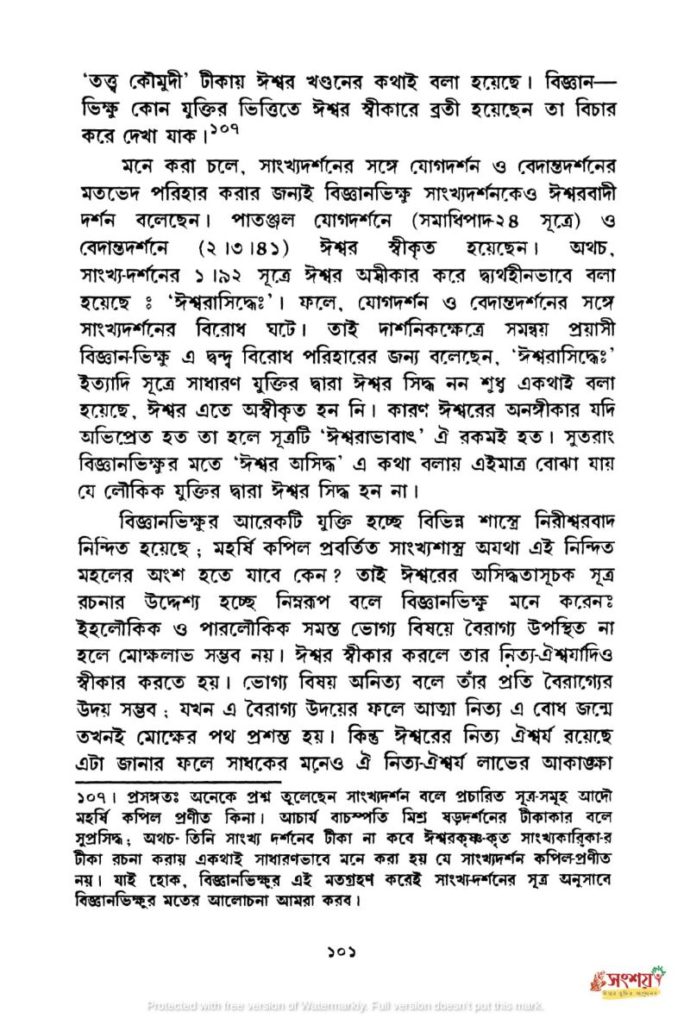 ‘তত্ত্ব কৌমুদী’ টীকায় ঈশ্বর খণ্ডনের কথাই বলা হয়েছে। বিজ্ঞান—
ভিক্ষু কোন যুক্তির ভিত্তিতে ঈশ্বর স্বীকারে ব্রতী হয়েছেন তা বিচার
করে দেখা যাক।১০৭
মনে করা চলে, সাংখ্যদর্শনের সঙ্গে যোগদর্শন ও বেদান্তদর্শনের
মতভেদ পরিহার করার জন্যই বিজ্ঞানভিক্ষু সাংখ্যদর্শনকেও ঈশ্বরবাদী
দর্শন বলেছেন। পাতঞ্জল যোগদর্শনে (সমাধিপাদ-২৪ সূত্রে) ও
বেদান্তদর্শনে (২।৩।৪১) ঈশ্বর স্বীকৃত হয়েছেন। অথচ,
সাংখ্য-দর্শনের ১।৯২ সূত্রে ঈশ্বর অস্বীকার করে দ্ব্যর্থহীনভাবে বলা
হয়েছে ঃ ‘ঈশ্বরাসিদ্ধেঃ’। ফলে, যোগদর্শন ও বেদান্তদর্শনের সঙ্গে
সাংখ্যদর্শনের বিরোধ ঘটে। তাই দার্শনিকক্ষেত্রে সমন্বয় প্রয়াসী
বিজ্ঞান-ভিক্ষু এ দ্বন্দ্ব বিরোধ পরিহারের জন্য বলেছেন, ‘ঈশ্বরাসিদ্ধেঃ’
ইত্যাদি সূত্রে সাধারণ যুক্তির দ্বারা ঈশ্বর সিদ্ধ নন শুধু একথাই বলা
হয়েছে, ঈশ্বর এতে অস্বীকৃত হন নি। কারণ ঈশ্বরের অনঙ্গীকার যদি
অভিপ্রেত হত তা হলে সূত্রটি ‘ঈশ্বরাভাবাৎ’ ঐ রকমই হত। সুতরাং
বিজ্ঞানভিক্ষুর মতে ‘ঈশ্বর অসিদ্ধ’ এ কথা বলায় এইমাত্র বোঝা যায়
যে লৌকিক যুক্তির দ্বারা ঈশ্বর সিদ্ধ হন না।
বিজ্ঞানভিক্ষুর আরেকটি যুক্তি হচ্ছে বিভিন্ন শাস্ত্রে নিরীশ্বরবাদ
নিন্দিত হয়েছে ; মহর্ষি কপিল প্রবর্তিত সাংখ্যশাস্ত্র অযথা এই নিন্দিত
মহলের অংশ হতে যাবে কেন? তাই ঈশ্বরের অসিদ্ধতাসূচক সূত্র
রচনার উদ্দেশ্য হচ্ছে নিম্নরূপ বলে বিজ্ঞানভিক্ষু মনে করেনঃ
ইহলৌকিক ও পারলৌকিক সমস্ত ভোগ্য বিষয়ে বৈরাগ্য উপস্থিত না
হলে মোক্ষলাভ সম্ভব নয়। ঈশ্বর স্বীকার করলে তার নিত্য-ঐশ্বর্যাদিও
স্বীকার করতে হয়। ভোগ্য বিষয় অনিত্য বলে তাঁর প্রতি বৈরাগ্যের
উদয় সম্ভব ; যখন এ বৈরাগ্য উদয়ের ফলে আত্মা নিত্য এ বোধ জন্মে
তখনই মোক্ষের পথ প্রশস্ত হয়। কিন্তু ঈশ্বরের নিত্য ঐশ্বর্য রয়েছে
এটা জানার ফলে সাধকের মনেও ঐ নিত্য-ঐশ্বর্য লাভের আকাঙ্ক্ষা
১০৭। প্রসঙ্গতঃ অনেকে প্রশ্ন তুলেছেন সাংখ্যদর্শন বলে প্রচারিত সূত্র-সমূহ আদৌ
মহর্ষি কপিল প্রণীত কিনা। আচার্য বাচস্পতি মিশ্র ষড়দর্শনের টীকাকার বলে
সুপ্রসিদ্ধ ; অথচ- তিনি সাংখ্য দর্শনেব টীকা না কবে ঈশ্বরকৃষ্ণ-কৃত সাংখ্যকারিকা-র
টীকা রচনা করায় একথাই সাধারণভাবে মনে করা হয় যে সাংখ্যদর্শন কপিল-প্রণীত
নয়। যাই হোক, বিজ্ঞানভিক্ষুর এই মতগ্রহণ করেই সাংখ্য-দর্শনের সূত্র অনুসাবে
বিজ্ঞানভিক্ষুর মতের আলোচনা আমরা করব।
১০১
সংশয়
Protected with free version of Watermarkly. Full version doesn't put this mark.